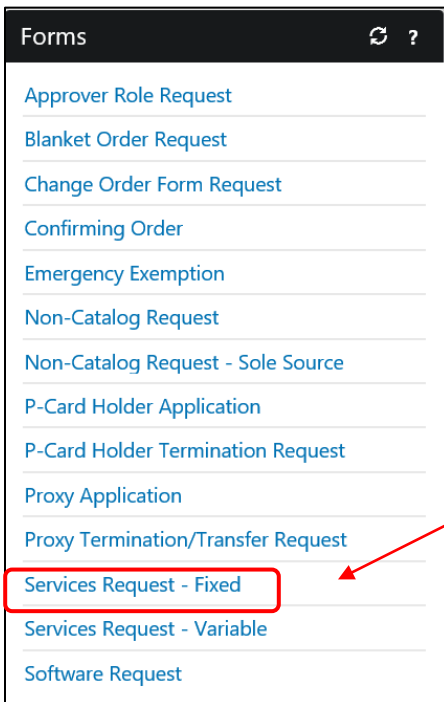 Forms ?
Approver Role Request
Blanket Order Request
Change Order Form Request
Confirming Order
Emergency Exemption
Non-Catalog Request
Non-Catalog Request - Sole Source
P-Card Holder Application
P-Card Holder Termination Request
Proxy Application
Proxy Termination/Transfer Request
Services Request - Fixed
Services Request - Variable
Software Request